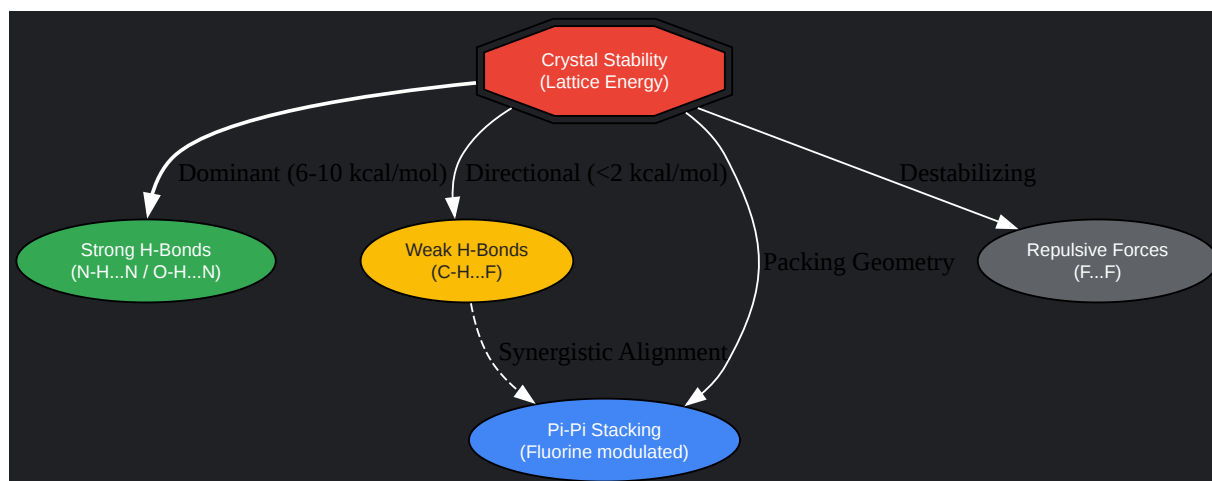 Crystal Stability
(Lattice Energy)
Dominant (6-10 kcal/mol)
Directional (<2 kcal/mol)
Destabilizing
Strong H-Bonds
(N-H...N / O-H...N)
Weak H-Bonds
(C-H...F)
Packing Geometry
Repulsive Forces
(F...F)
Synergistic Alignment
Pi-Pi Stacking
(Fluorine modulated)